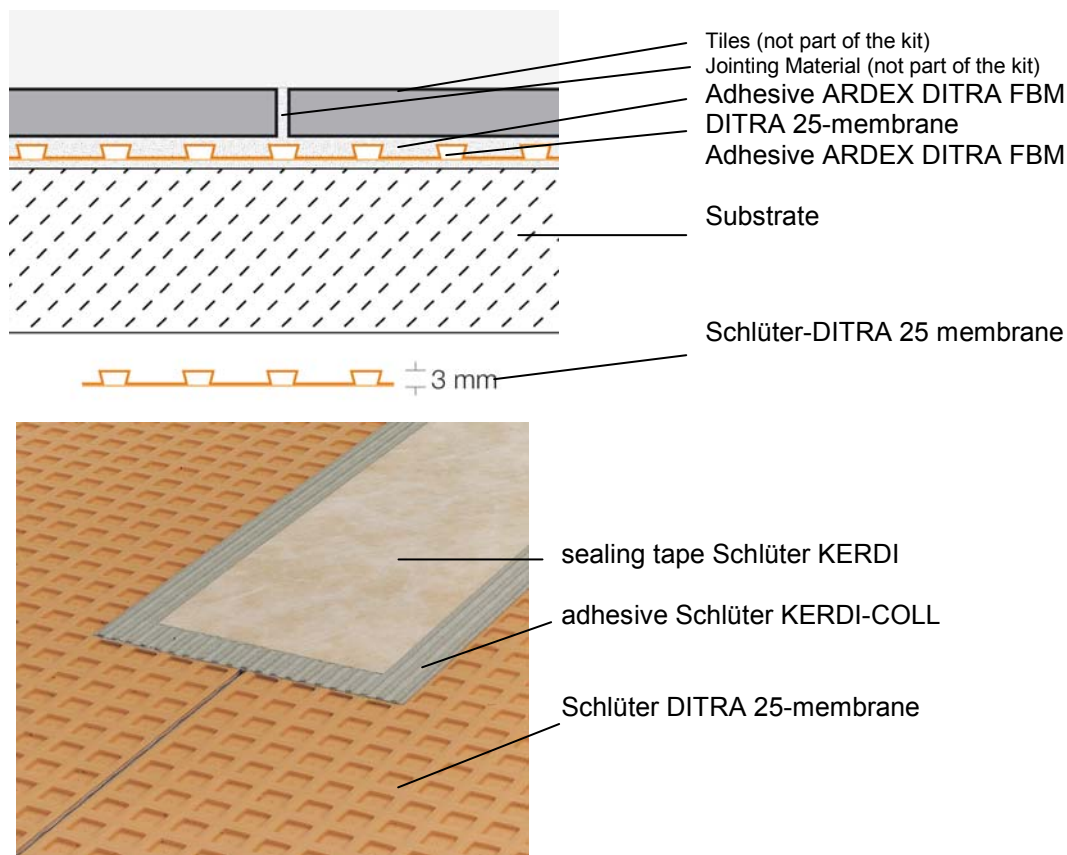 Tiles (not part of the kit)
Jointing Material (not part of the kit)
Adhesive ARDEX DITRA FBM
DITRA 25-membrane
Adhesive ARDEX DITRA FBM
Substrate
Schlüter-DITRA 25 membrane
3 mm
sealing tape Schlüter KERDI
adhesive Schlüter KERDI-COLL
Schlüter DITRA 25-membrane